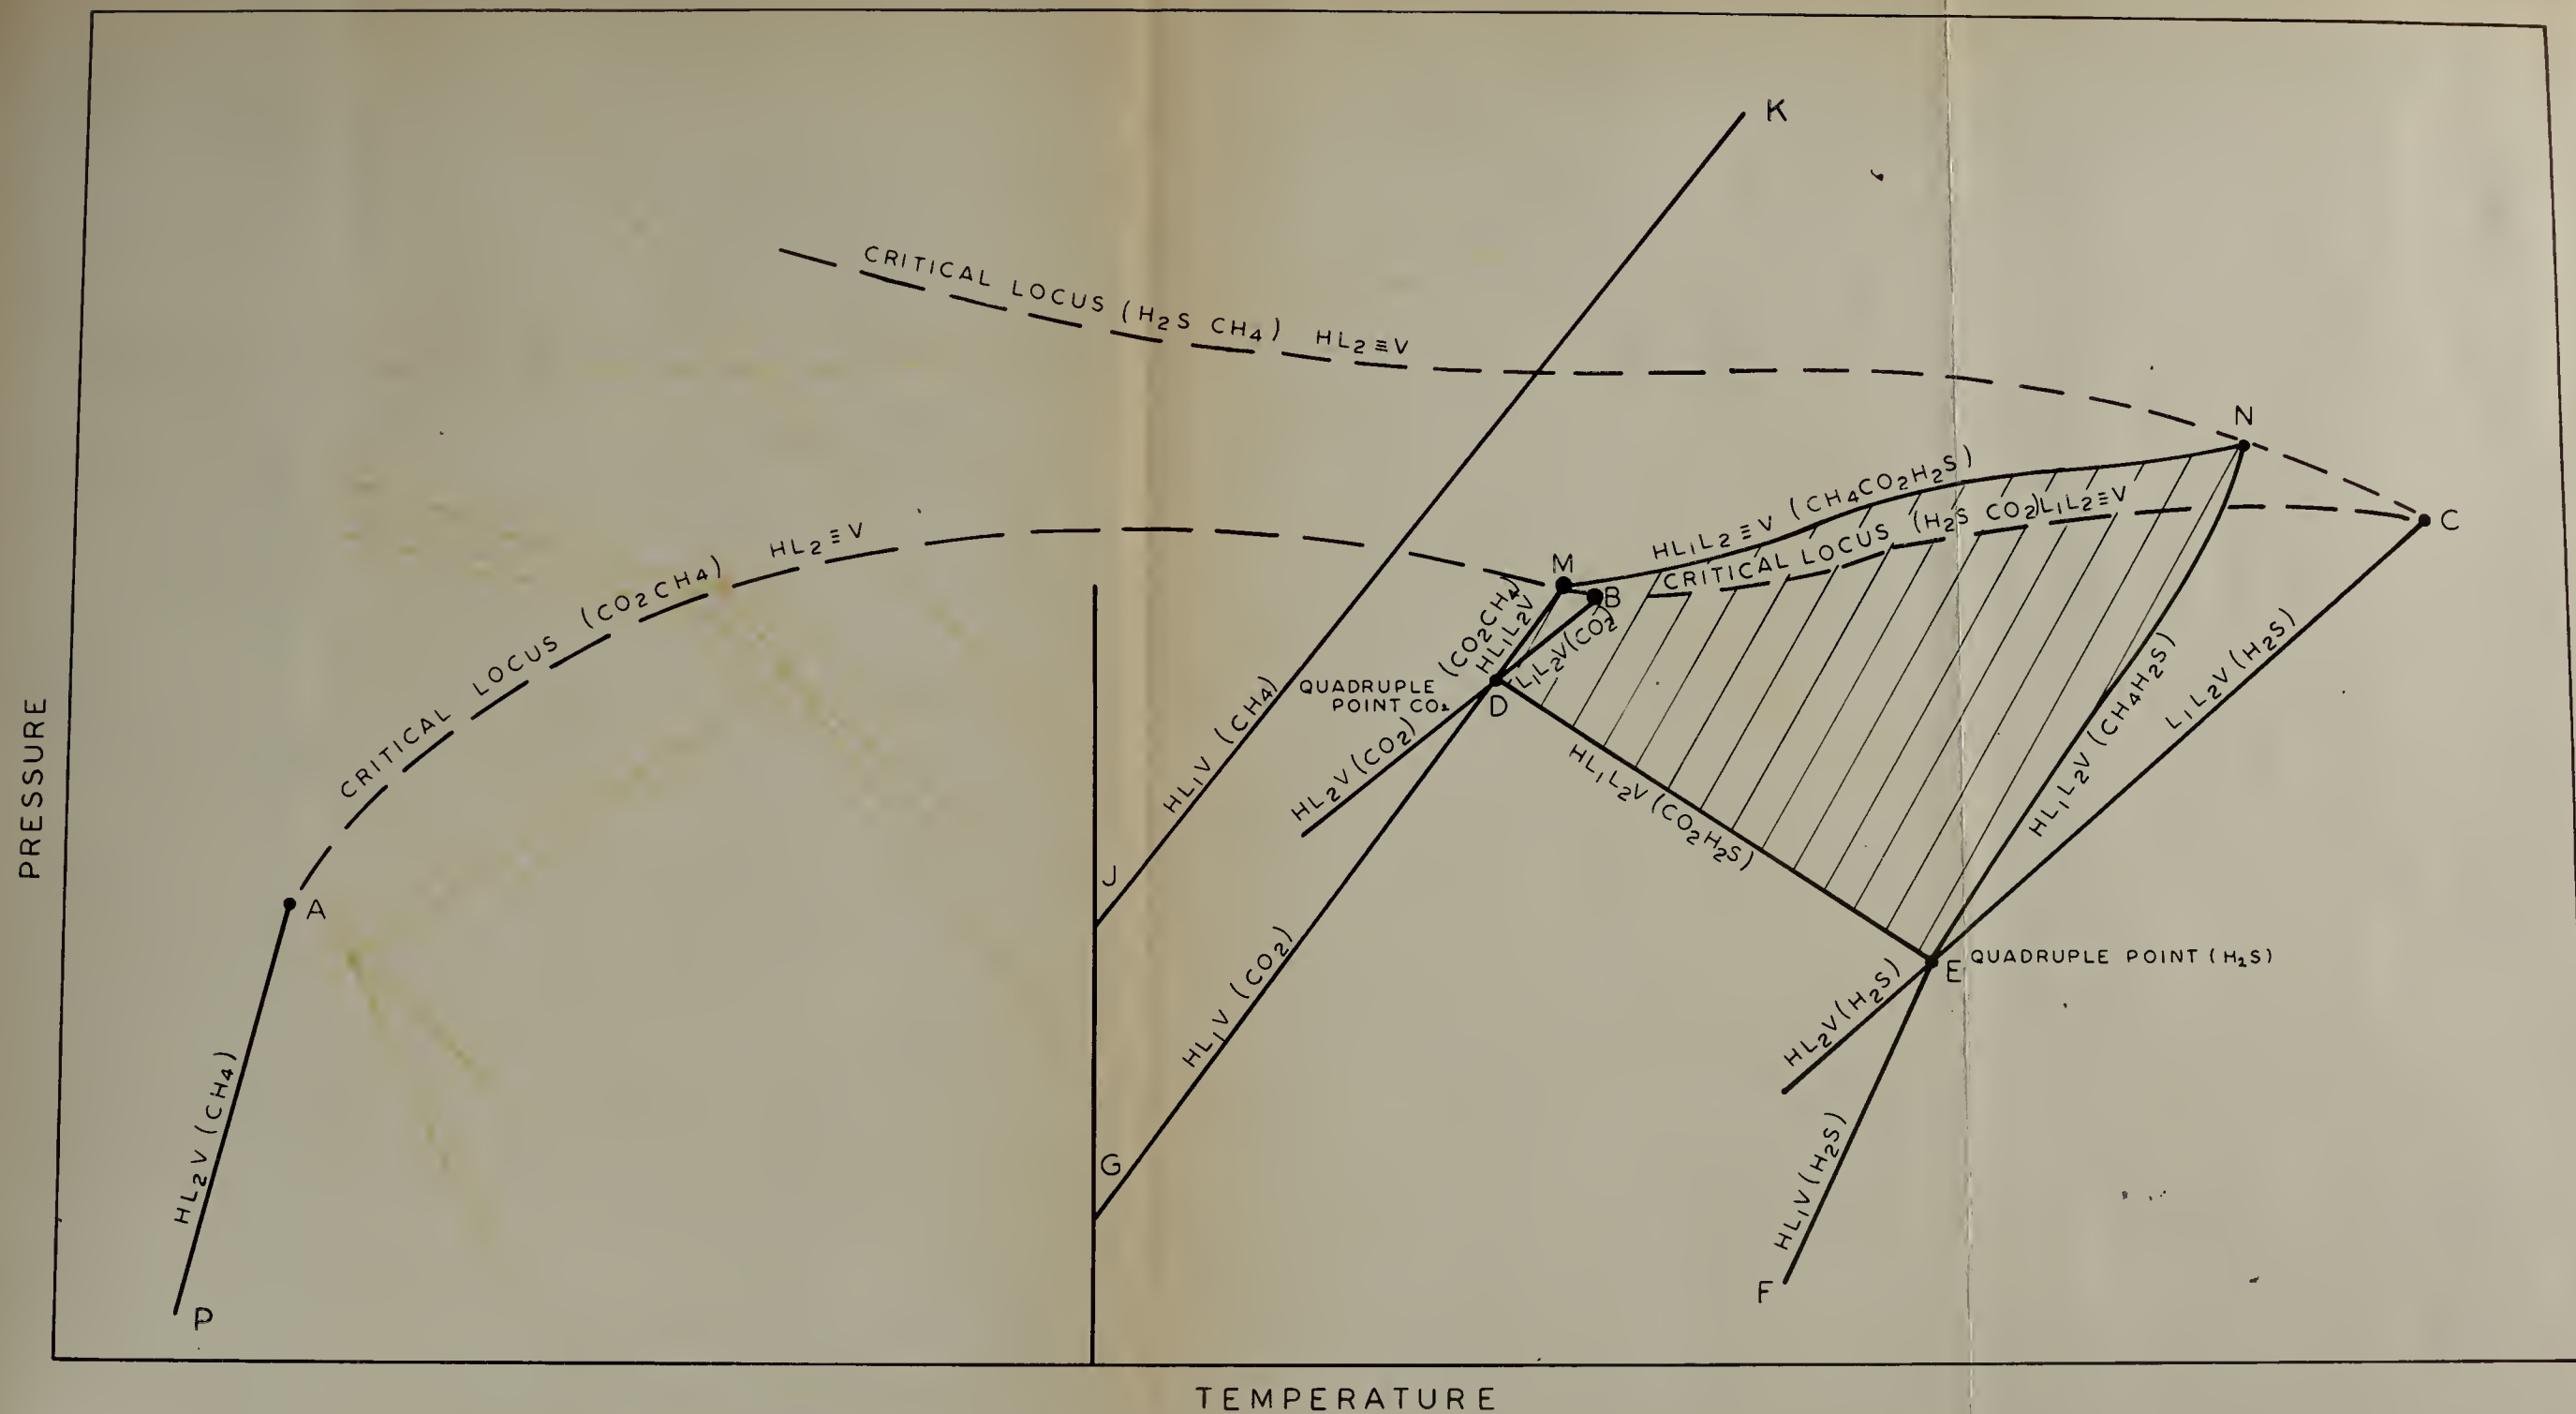 K
CRITICAL LOCUS (H₂S CH₄) HL₂≡V
N
HL₁L₂≡V (CH₄CO₂H₂S)
CRITICAL LOCUS (H₂S CO₂)L₁L₂≡V
C
CRITICAL LOCUS (CO₂CH₄) HL₂≡V
M
B
(CO₂CH₄)
HL₁L₂V
L₁L₂V(CO₂)
QUADRUPLE
POINT CO₂
D
HL₁V (CH₄)
HL₂V(CO₂)
HL₁L₂V (CO₂H₂S)
HL₁L₂V (CH₄H₂S)
L₁L₂V(H₂S)
PRESSURE
J
A
HL₁V (CO₂)
E
QUADRUPLE POINT (H₂S)
HL₂V(H₂S)
HL₂V (CH₄)
G
HL₁V(H₂S)
F
P
TEMPERATURE